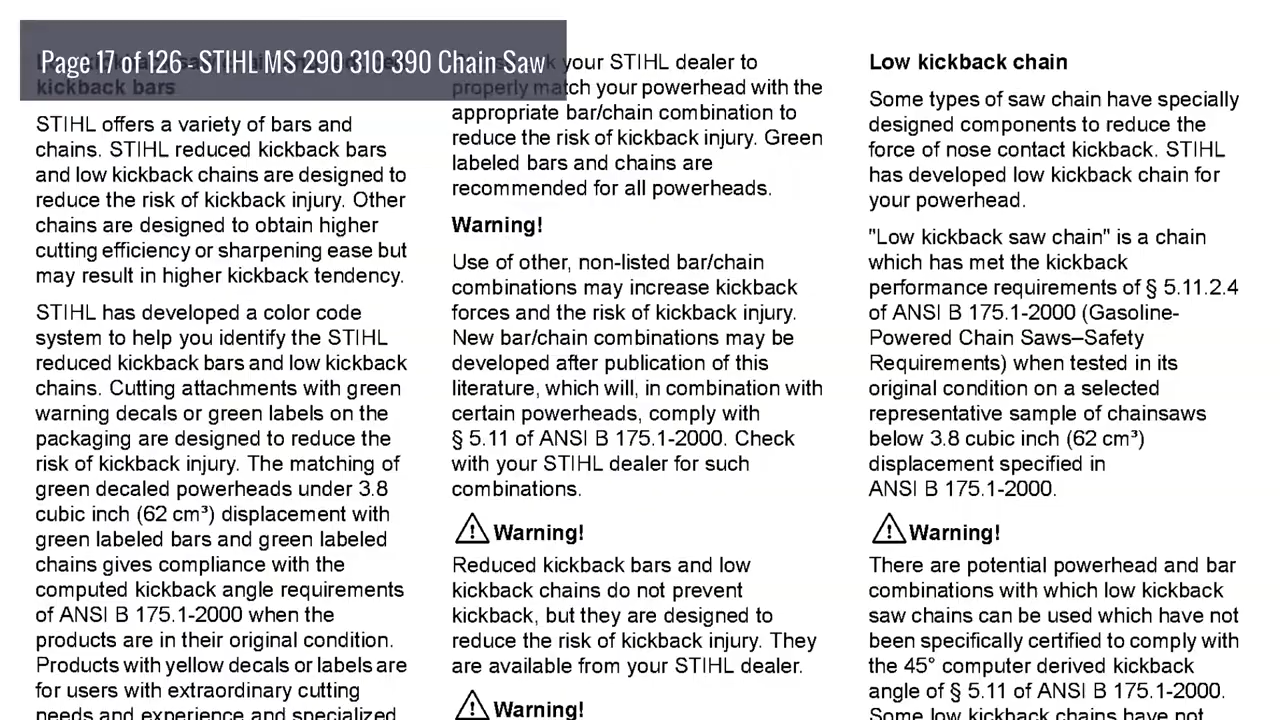 Page 17 of 126 - STIHL MS 290 310 390 Chain Saw
kickback bars
STIHL offers a variety of bars and
chains. STIHL reduced kickback bars
and low kickback chains are designed to
reduce the risk of kickback injury. Other
chains are designed to obtain higher
cutting efficiency or sharpening ease but
may result in higher kickback tendency.
STIHL has developed a color code
system to help you identify the STIHL
reduced kickback bars and low kickback
chains. Cutting attachments with green
warning decals or green labels on the
packaging are designed to reduce the
risk of kickback injury. The matching of
green decaled powerheads under 3.8
cubic inch (62 cm³) displacement with
green labeled bars and green labeled
chains gives compliance with the
computed kickback angle requirements
of ANSI B 175.1-2000 when the
products are in their original condition.
Products with yellow decals or labels are
for users with extraordinary cutting
needs and experience and specialized
your STIHL dealer to
properly match your powerhead with the
appropriate bar/chain combination to
reduce the risk of kickback injury. Green
labeled bars and chains are
recommended for all powerheads.
Warning!
Use of other, non-listed bar/chain
combinations may increase kickback
forces and the risk of kickback injury.
New bar/chain combinations may be
developed after publication of this
literature, which will, in combination with
certain powerheads, comply with
§ 5.11 of ANSI B 175.1-2000. Check
with your STIHL dealer for such
combinations.
Warning!
Reduced kickback bars and low
kickback chains do not prevent
kickback, but they are designed to
reduce the risk of kickback injury. They
are available from your STIHL dealer.
Warning!
Low kickback chain
Some types of saw chain have specially
designed components to reduce the
force of nose contact kickback. STIHL
has developed low kickback chain for
your powerhead.
"Low kickback saw chain" is a chain
which has met the kickback
performance requirements of § 5.11.2.4
of ANSI B 175.1-2000 (Gasoline-
Powered Chain Saws–Safety
Requirements) when tested in its
original condition on a selected
representative sample of chainsaws
below 3.8 cubic inch (62 cm³)
displacement specified in
ANSI B 175.1-2000.
Warning!
There are potential powerhead and bar
combinations with which low kickback
saw chains can be used which have not
been specifically certified to comply with
the 45° computer derived kickback
angle of § 5.11 of ANSI B 175.1-2000.
Some low kickback chains have not